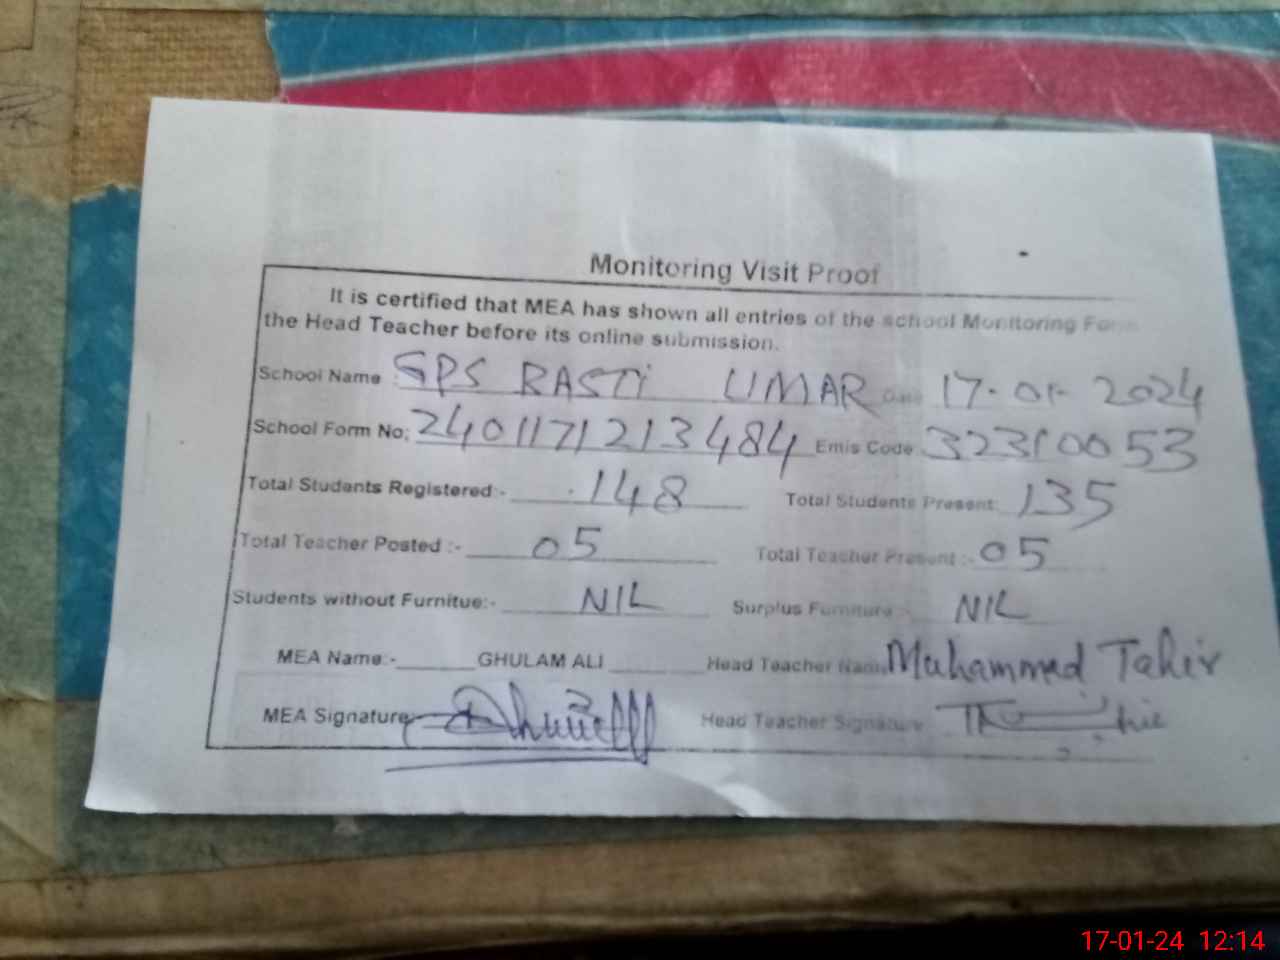 Monitoring Visit Proof
It is certified that MEA has shown all entries of the school Monitoring Form
the Head Teacher before its online submission.
School Name GPS BASTi UMAR Date 17-01-2024
School Form No: 2401171213484 Emis Code 32310053
Total Students Registered:- 148 Total Students Present: 135
Total Teacher Posted :- 05 Total Teacher Present :- 05
Students without Furnitue:- NIL Surplus Furniture :- NIL
MEA Name:- GHULAM ALI Head Teacher Name Muhammad Tahir
MEA Signature: Head Teacher Signature
17-01-24 12:14